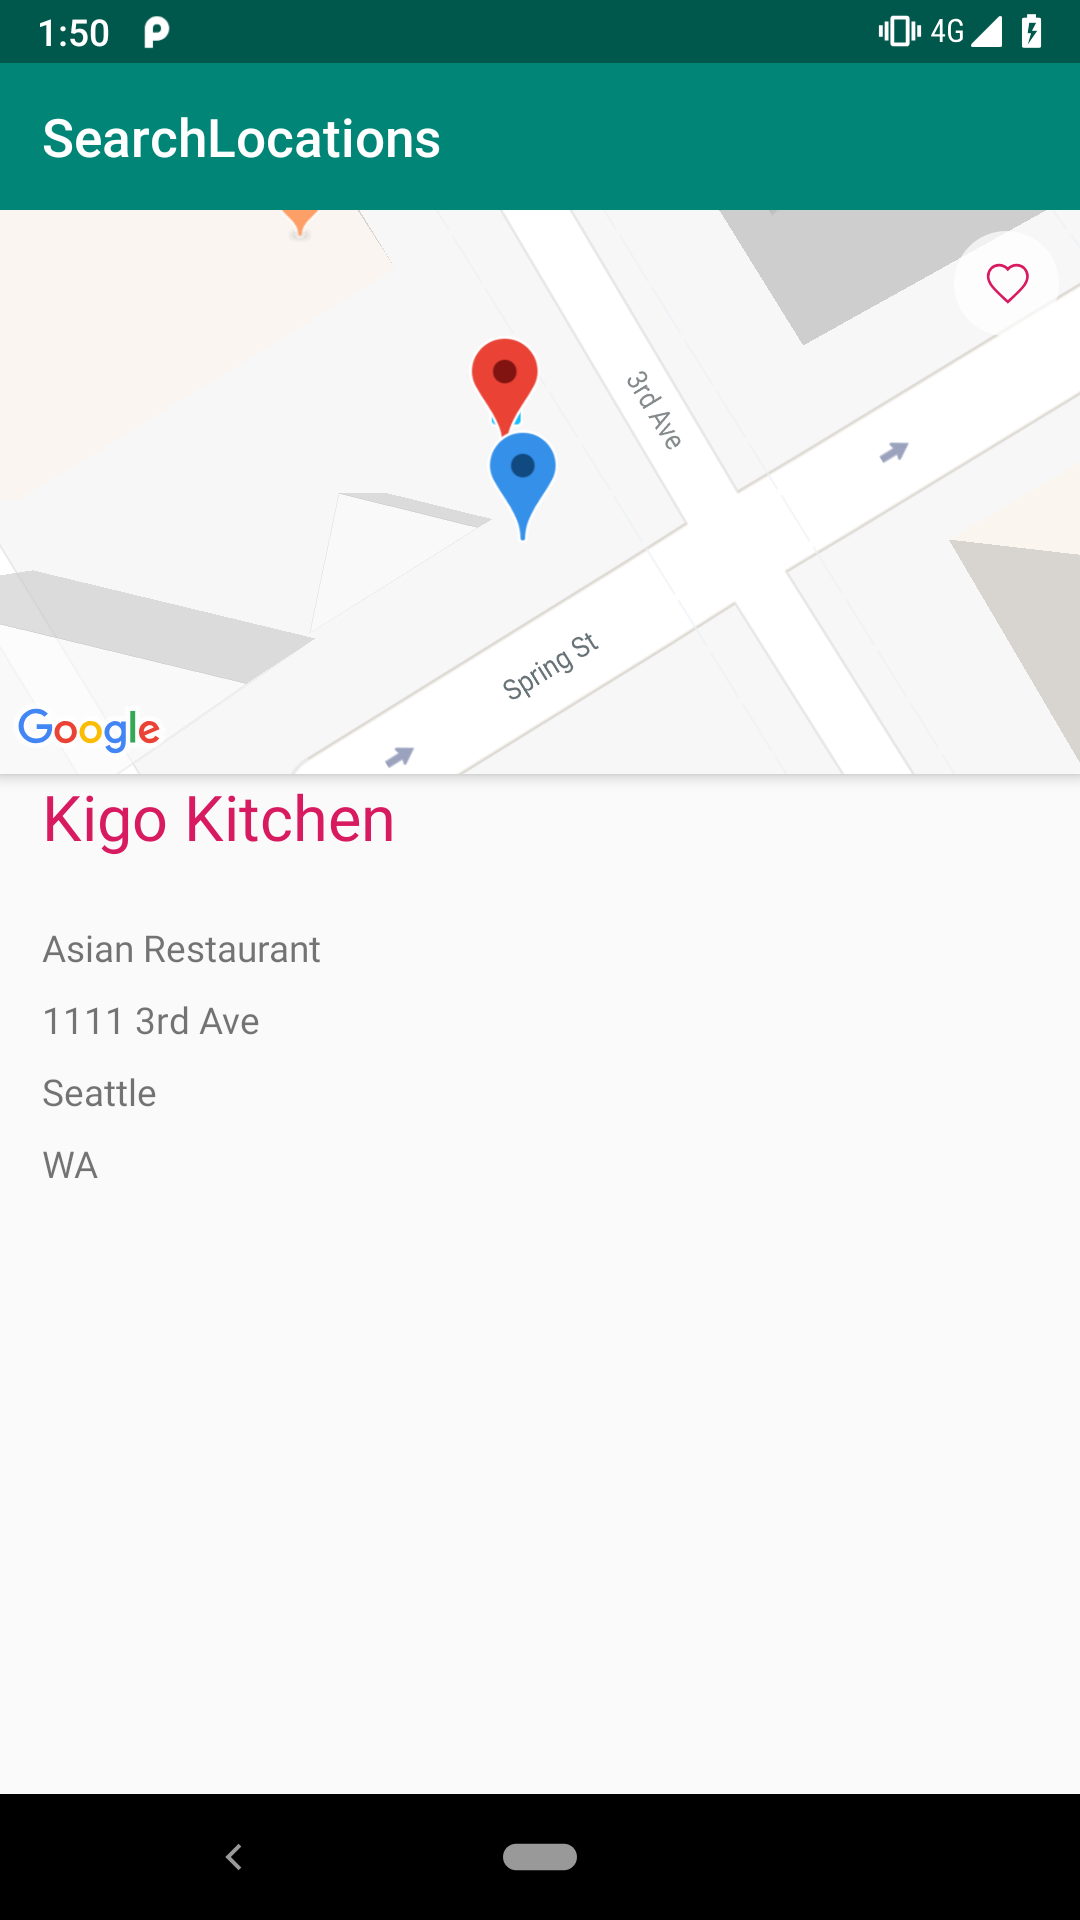 1:50
4G
SearchLocations
3rd Ave
Spring St
Google
Kigo Kitchen
Asian Restaurant
1111 3rd Ave
Seattle
WA